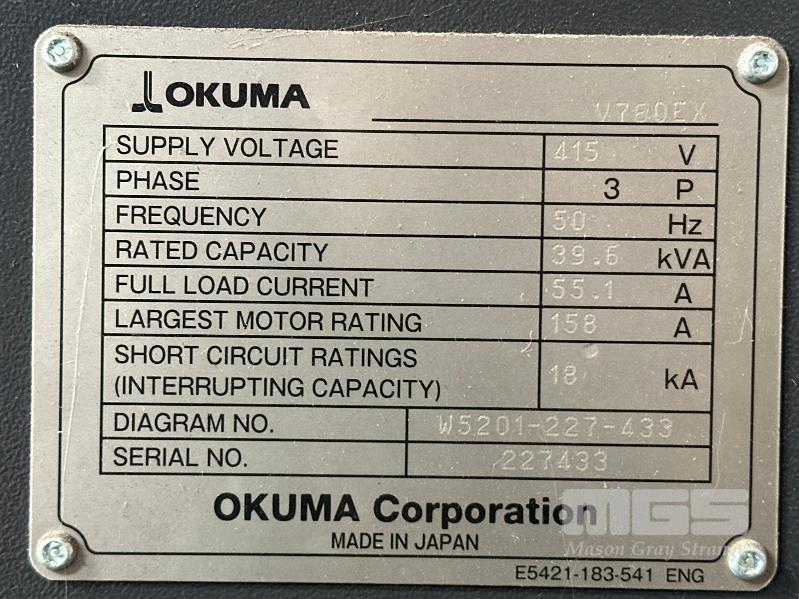 OKUMA
V760EX
SUPPLY VOLTAGE 415 V
PHASE 3 P
FREQUENCY 50 Hz
RATED CAPACITY 39.6 kVA
FULL LOAD CURRENT 55.1 A
LARGEST MOTOR RATING 158 A
SHORT CIRCUIT RATINGS
(INTERRUPTING CAPACITY) 18 kA
DIAGRAM NO. W5201-227-433
SERIAL NO. 227433
OKUMA Corporation
MGS
MADE IN JAPAN
Mason Gray Strange
E5421-183-541 ENG